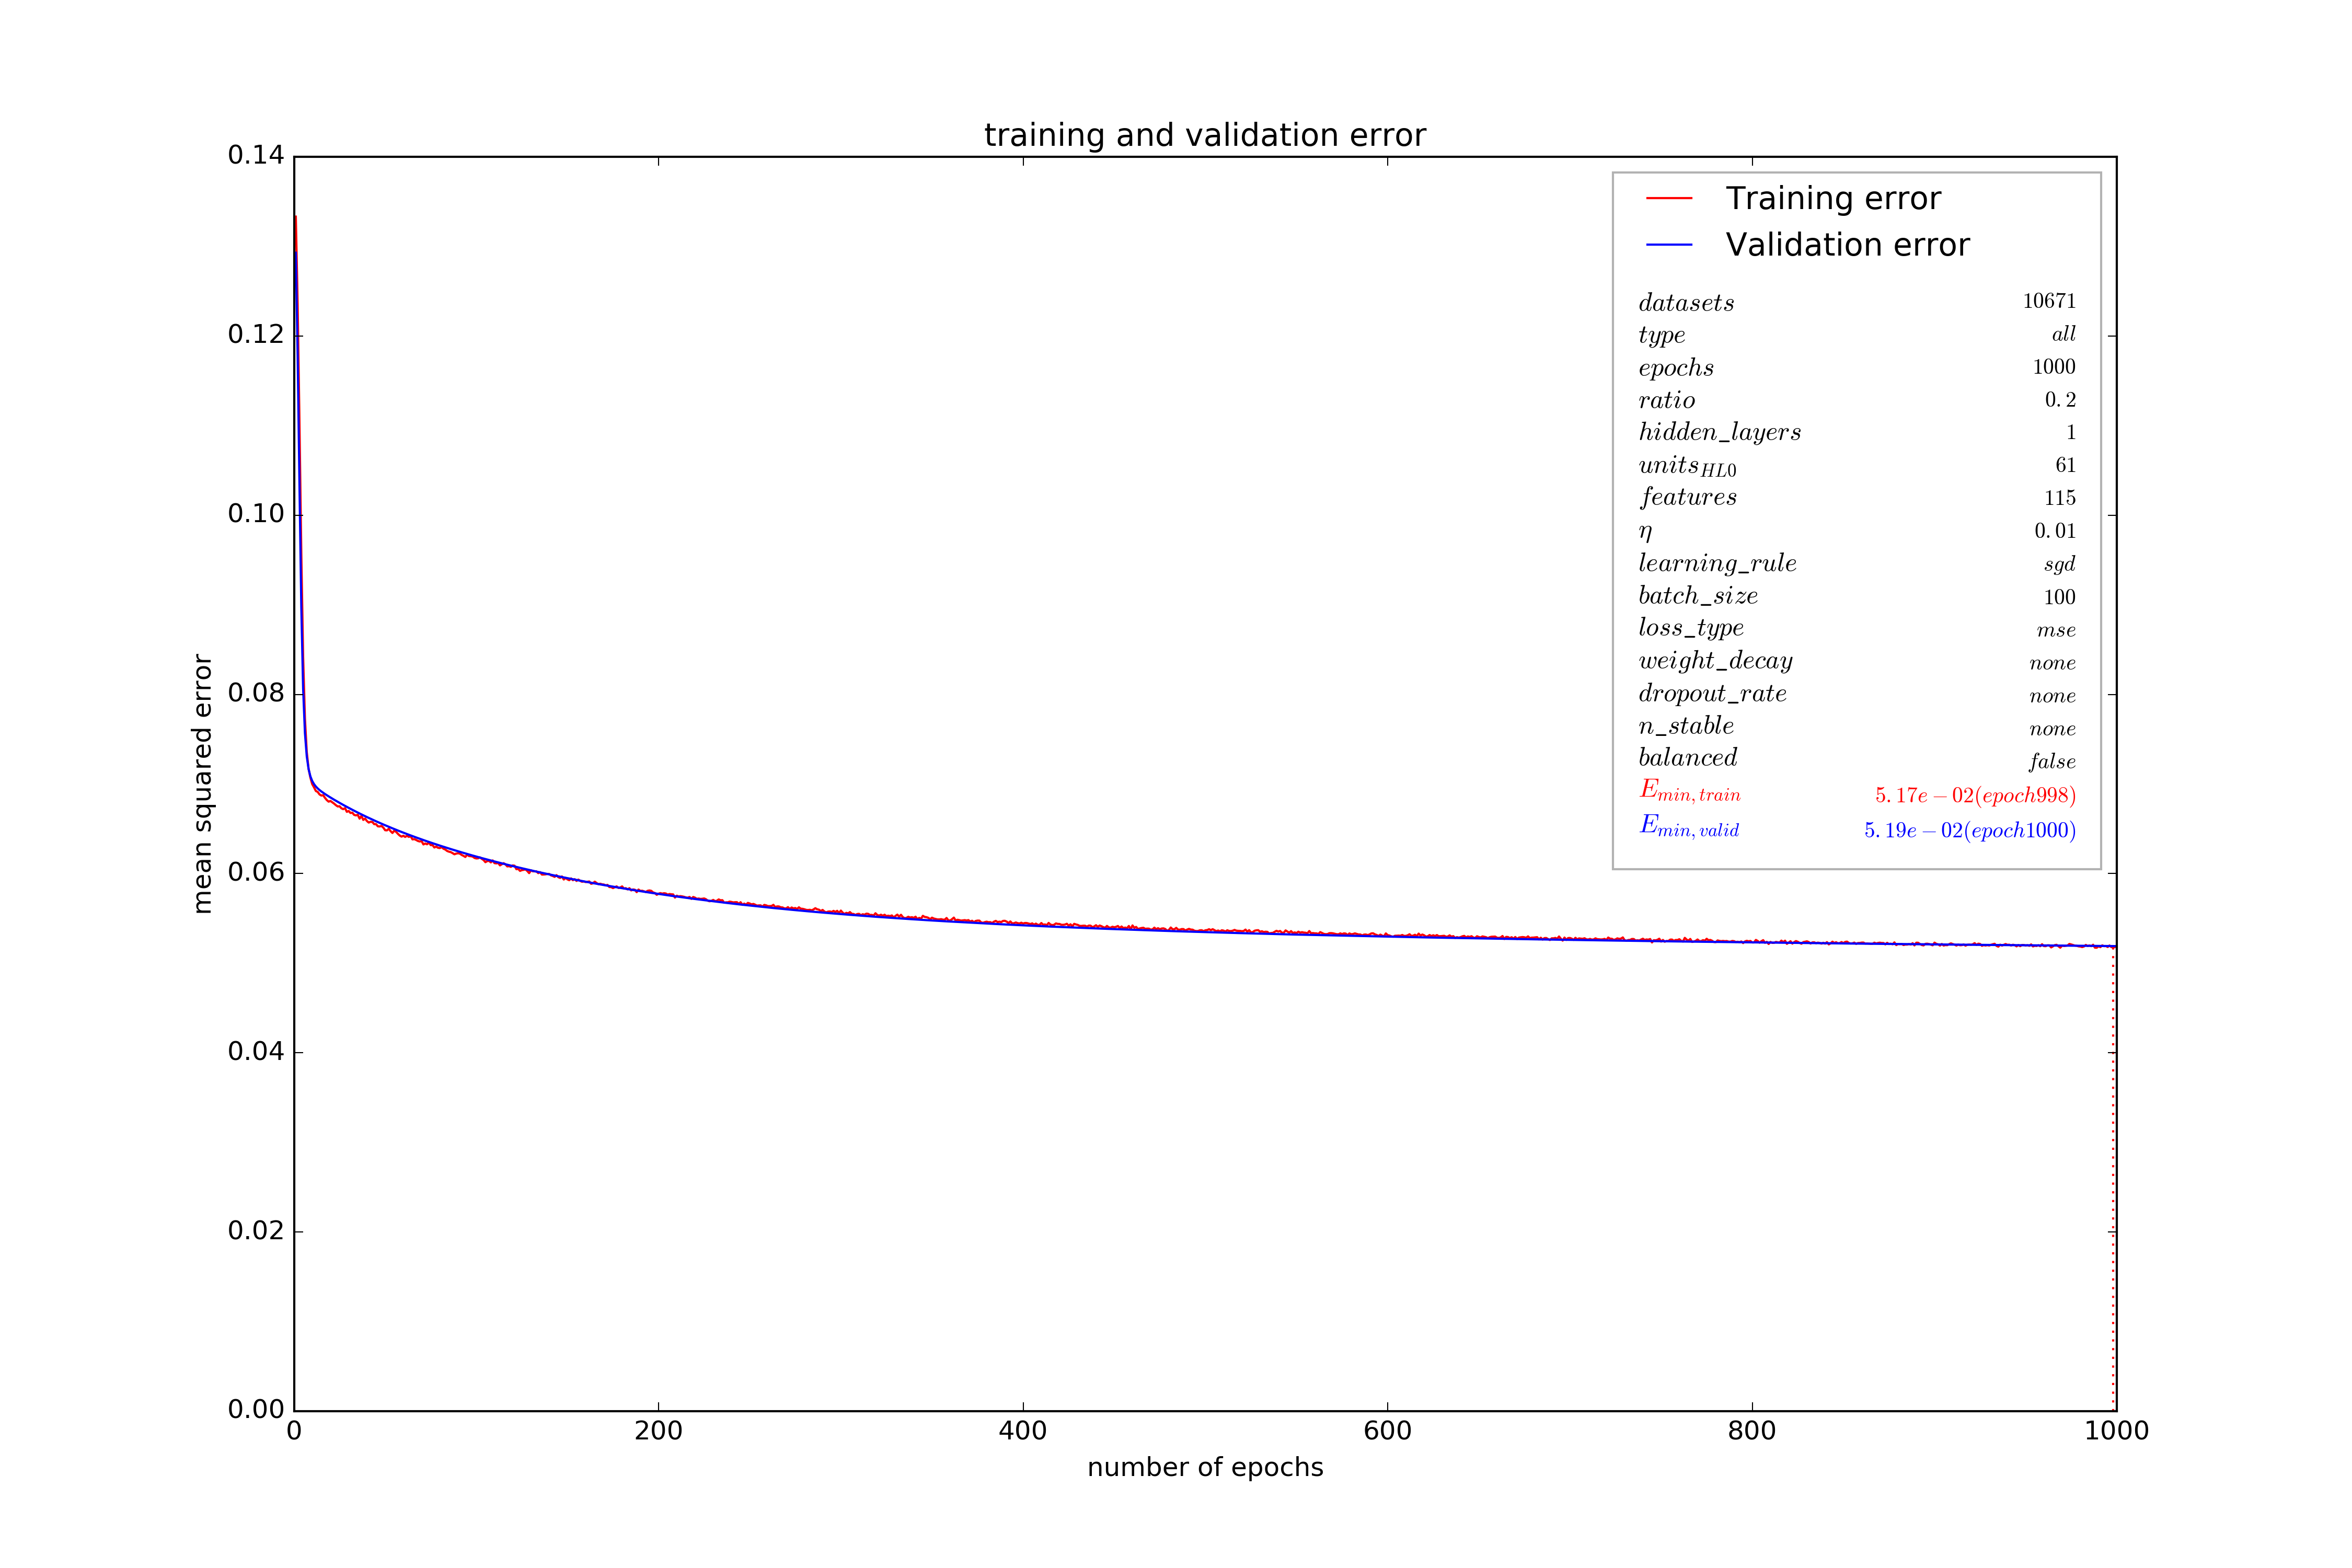 training and validation error
0.14
0.12
0.10
0.08
0.06
0.04
0.02
0.00
mean squared error
0 200 400 600 800 1000
number of epochs
Training error
Validation error
datasets 10671
type all
epochs 1000
ratio 0.2
hidden_layers 1
units_HL0 61
features 115
η 0.01
learning_rule sgd
batch_size 100
loss_type mse
weight_decay none
dropout_rate none
n_stable none
balanced false
E_min,train 5.17e−02(epoch998)
E_min,valid 5.19e−02(epoch1000)